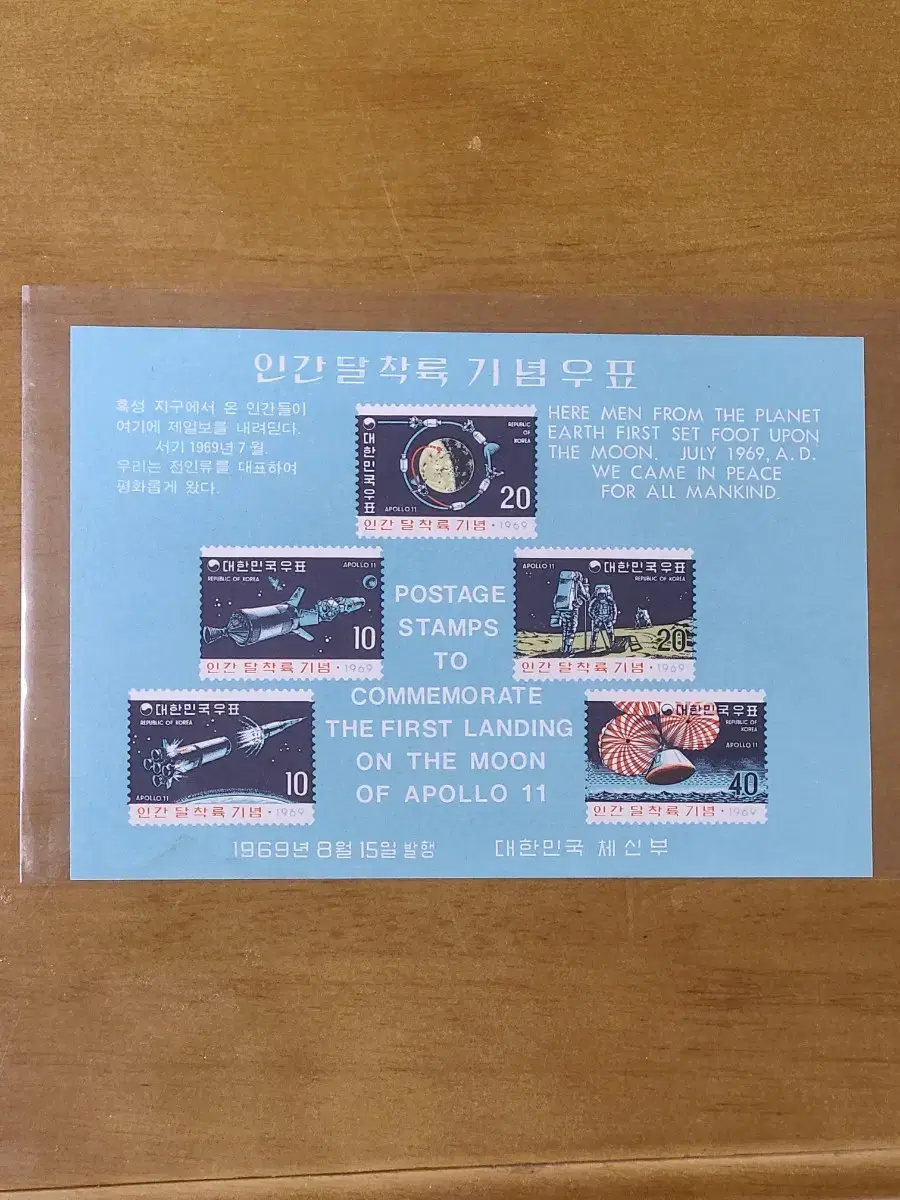 인간달착륙기념우표
혹성 지구에서 온 인간들이
여기에 제일보를 내려딛다.
서기 1969년 7월.
우리는 전인류를 대표하여
평화롭게 왔다.
HERE MEN FROM THE PLANET
EARTH FIRST SET FOOT UPON
THE MOON. JULY 1969, A.D.
WE CAME IN PEACE
FOR ALL MANKIND.
대한민국우표
REPUBLIC
OF KOREA
APOLLO 11
20
인간 달착륙 기념 · 1969
대한민국우표
APOLLO 11
REPUBLIC OF KOREA
10
인간 달착륙 기념 · 1969
APOLLO 11
대한민국우표
REPUBLIC OF KOREA
20
인간 달착륙 기념 · 1969
POSTAGE
STAMPS
TO
COMMEMORATE
THE FIRST LANDING
ON THE MOON
OF APOLLO 11
대한민국우표
REPUBLIC OF KOREA
APOLLO 11
10
인간 달착륙 기념 · 1969
대한민국우표
REPUBLIC
OF KOREA
APOLLO 11
40
인간 달착륙 기념 · 1969
1969년 8월 15일 발행
대한민국 체신부